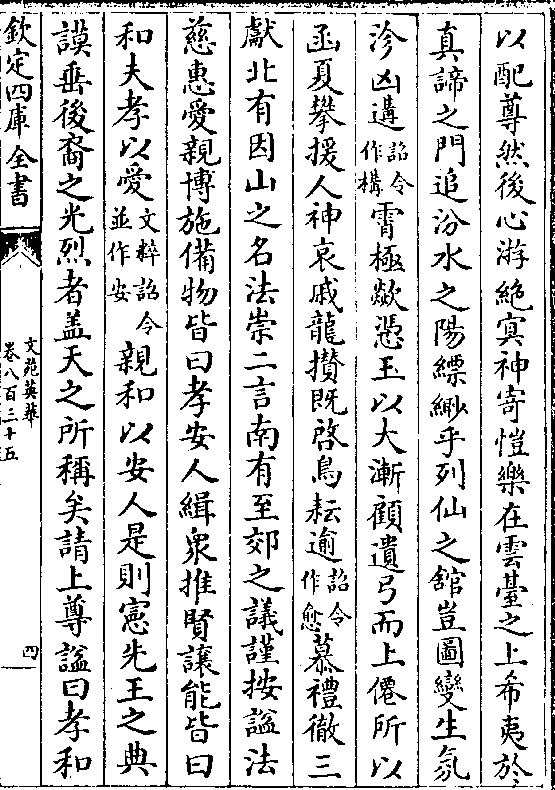 以配尊然後心游絶㝠神寄愷樂在雲臺之上希夷於
真諦之門追汾水之陽縹緲乎列仙之舘豈圖變生氛
沴凶遘詔令作構霄極歘憑玉以大漸顧遺弓而上僊所以
函夏攀援人神哀戚龍攅既啓鳥耘逾詔令作愈慕禮徹三
獻北有因山之名法崇二言南有至郊之議謹按諡法
慈惠愛親博施備物皆曰孝安人緝衆推賢讓能皆曰
和夫孝以愛文粹詔令並作安親和以安人是則憲先王之典
謨垂後裔之光烈者盖天之所稱矣請上尊諡曰孝和
欽定四庫全書
文苑英華
卷八百三十五
四